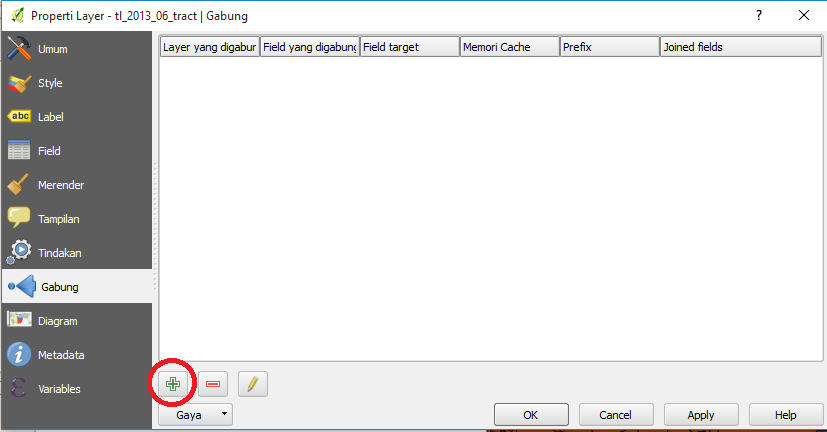 Properti Layer - tl_2013_06_tract | Gabung
?
Umum
abc
Style
Label
Field
Merender
Tampilan
Tindakan
Gabung
Diagram
Metadata
Variables
Layer yang digabur Field yang digabung Field target Memori Cache Prefix Joined fields
Gaya
OK Cancel Apply Help